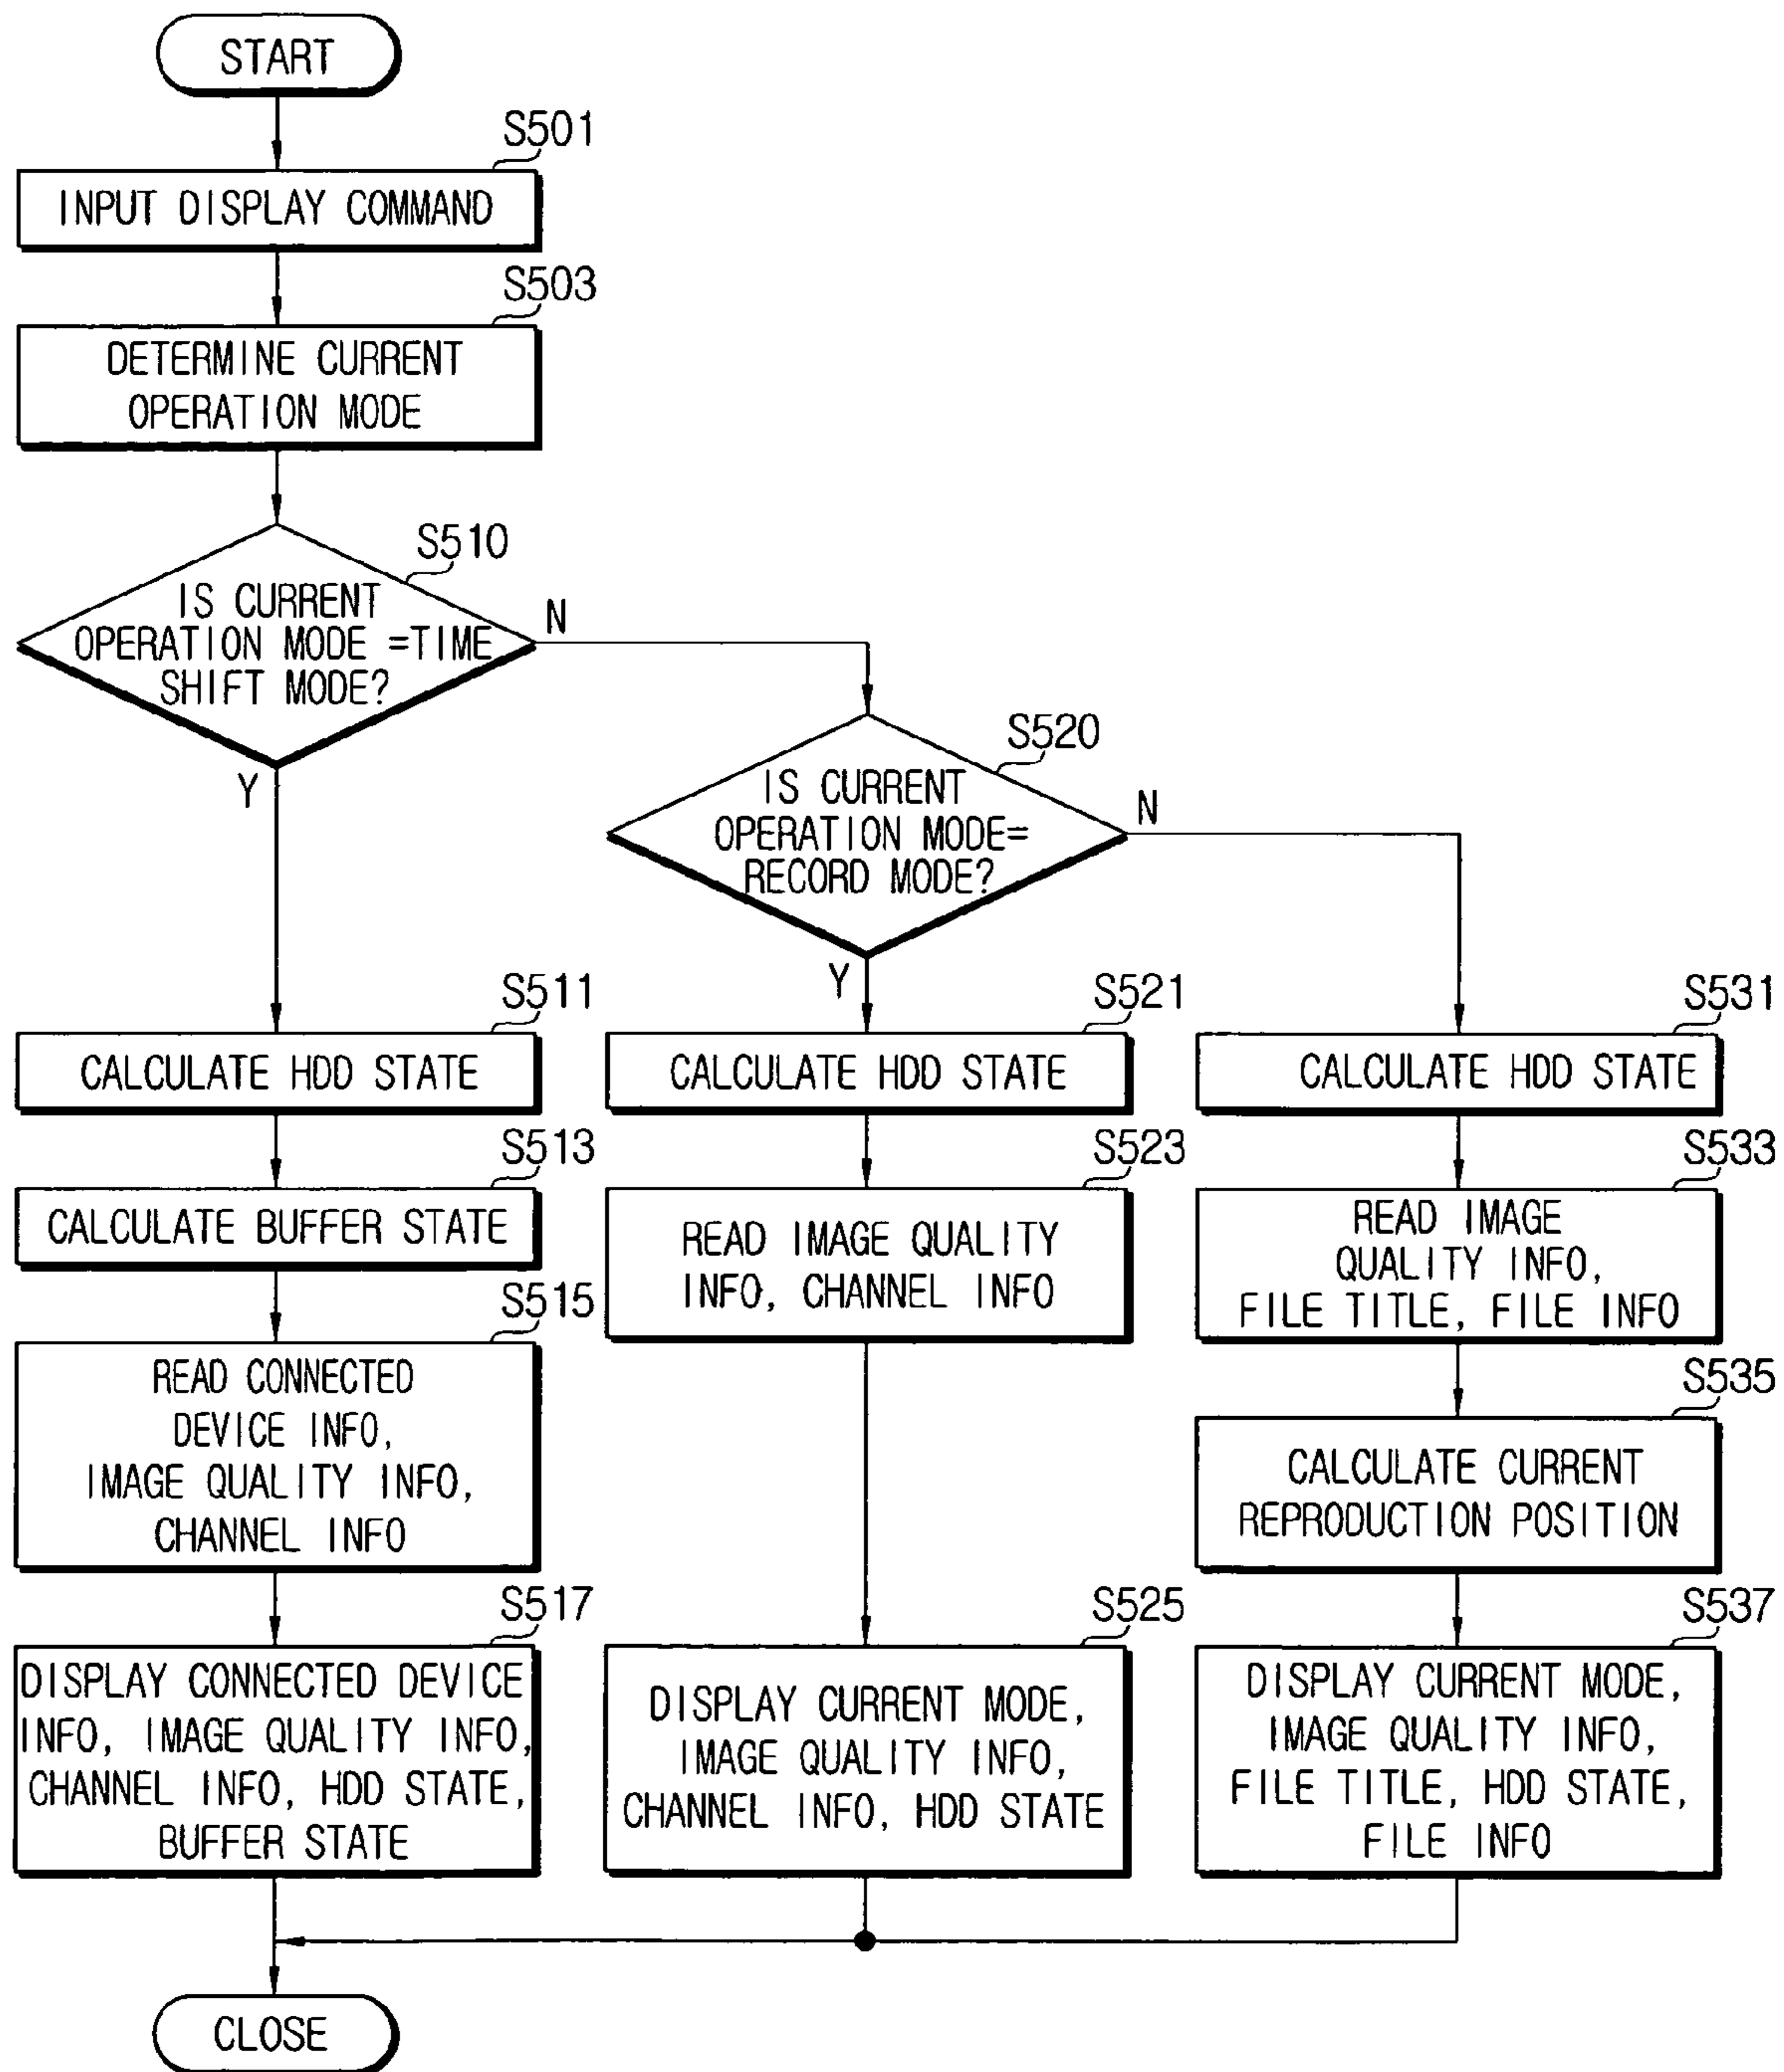 START
S501
INPUT DISPLAY COMMAND
S503
DETERMINE CURRENT
OPERATION MODE
S510
IS CURRENT
OPERATION MODE =TIME
SHIFT MODE?
N
Y
S520
IS CURRENT
OPERATION MODE=
RECORD MODE?
N
Y
S511
CALCULATE HDD STATE
S513
CALCULATE BUFFER STATE
S515
READ CONNECTED
DEVICE INFO,
IMAGE QUALITY INFO,
CHANNEL INFO
S517
DISPLAY CONNECTED DEVICE
INFO, IMAGE QUALITY INFO,
CHANNEL INFO, HDD STATE,
BUFFER STATE
S521
CALCULATE HDD STATE
S523
READ IMAGE QUALITY
INFO, CHANNEL INFO
S525
DISPLAY CURRENT MODE,
IMAGE QUALITY INFO,
CHANNEL INFO, HDD STATE
S531
CALCULATE HDD STATE
S533
READ IMAGE
QUALITY INFO,
FILE TITLE, FILE INFO
S535
CALCULATE CURRENT
REPRODUCTION POSITION
S537
DISPLAY CURRENT MODE,
IMAGE QUALITY INFO,
FILE TITLE, HDD STATE,
FILE INFO
CLOSE